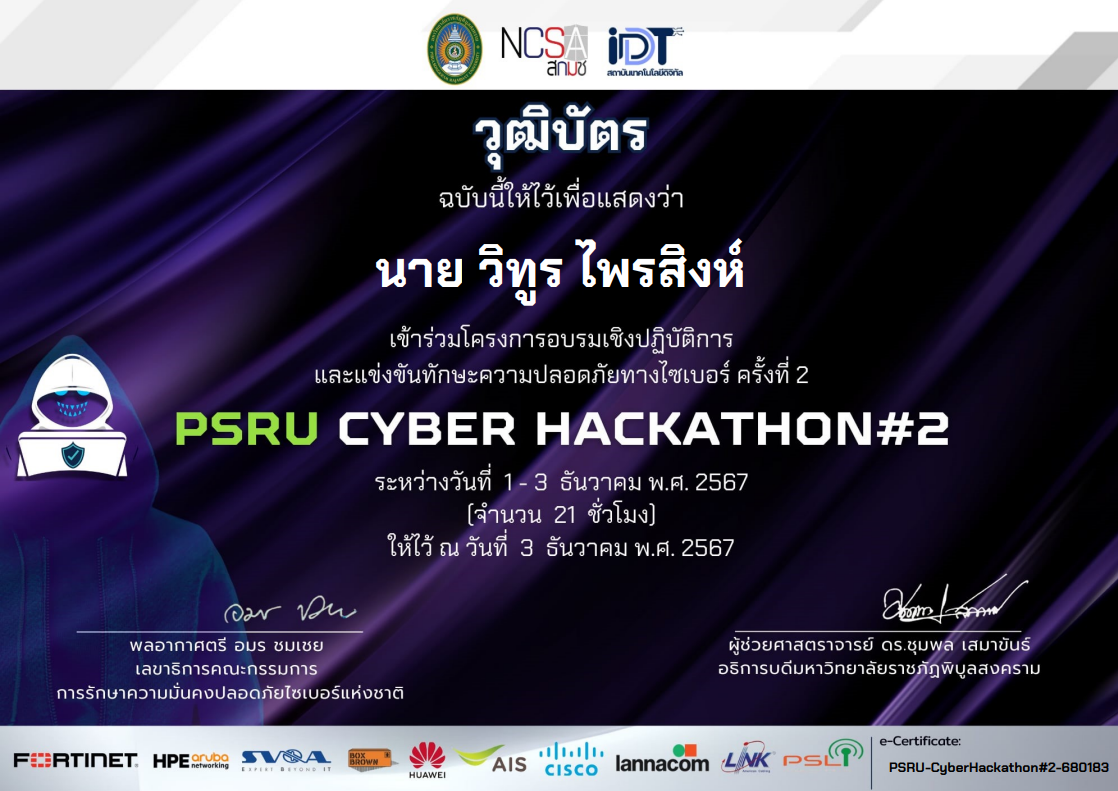 NCSA
สกมช
iDT
สถาบันเทคโนโลยีดิจิทัล
วุฒิบัตร
ฉบับนี้ให้ไว้เพื่อแสดงว่า
นาย วิทูร ไพรสิงห์
เข้าร่วมโครงการอบรมเชิงปฏิบัติการ
และแข่งขันทักษะความปลอดภัยทางไซเบอร์ ครั้งที่ 2
PSRU CYBER HACKATHON#2
ระหว่างวันที่ 1 - 3 ธันวาคม พ.ศ. 2567
(จำนวน 21 ชั่วโมง)
ให้ไว้ ณ วันที่ 3 ธันวาคม พ.ศ. 2567
พลอากาศตรี อมร ชมเชย
เลขาธิการคณะกรรมการ
การรักษาความมั่นคงปลอดภัยไซเบอร์แห่งชาติ
ผู้ช่วยศาสตราจารย์ ดร.ชุมพล เสมาขันธ์
อธิการบดีมหาวิทยาลัยราชภัฏพิบูลสงคราม
FORTINET
HPE aruba networking
SVOA
EXPERT BEYOND IT
BOX BROWN
HUAWEI
AIS
CISCO
lannacom
LINK
PSL
e-Certificate:
PSRU-CyberHackathon#2-680183